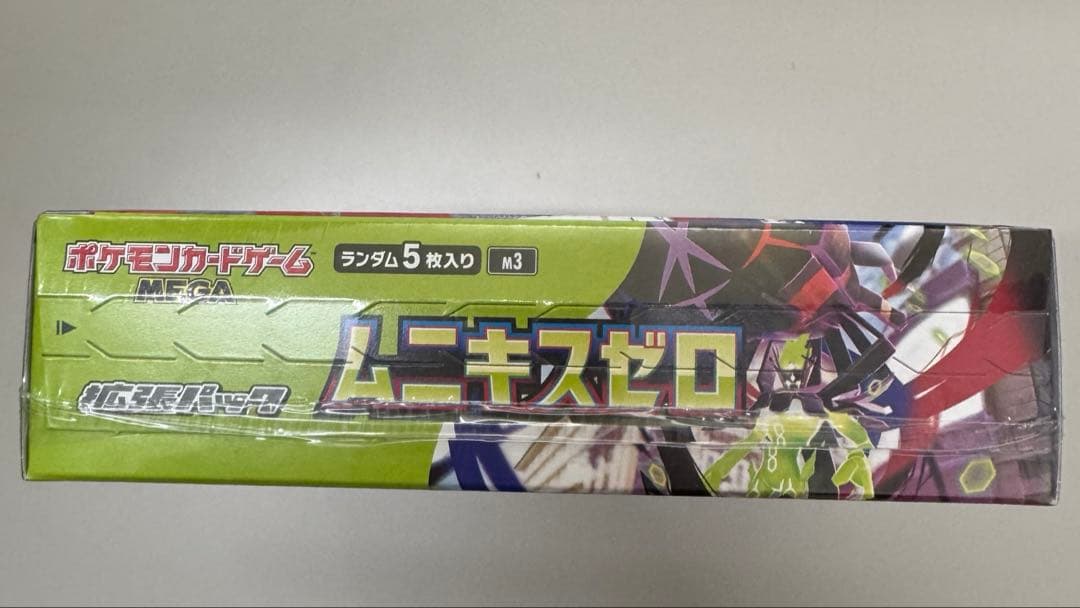 ポケモンカードゲーム
MEGA
ランダム5枚入り
M3
ムニキスゼロ
拡張パック